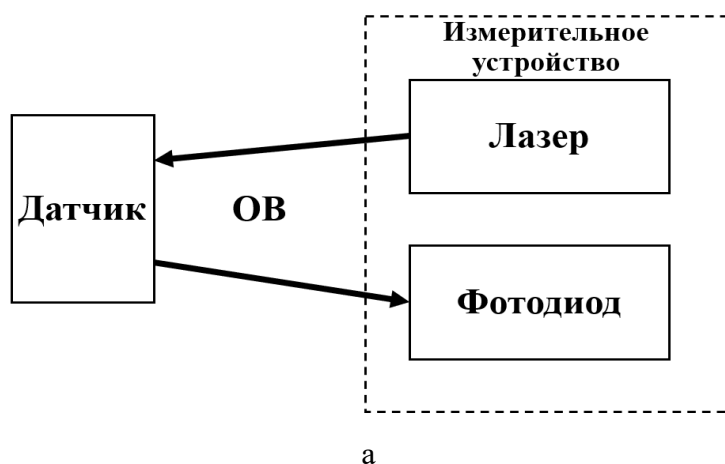 Измерительное
устройство
Лазер
Датчик
ОВ
Фотодиод
а